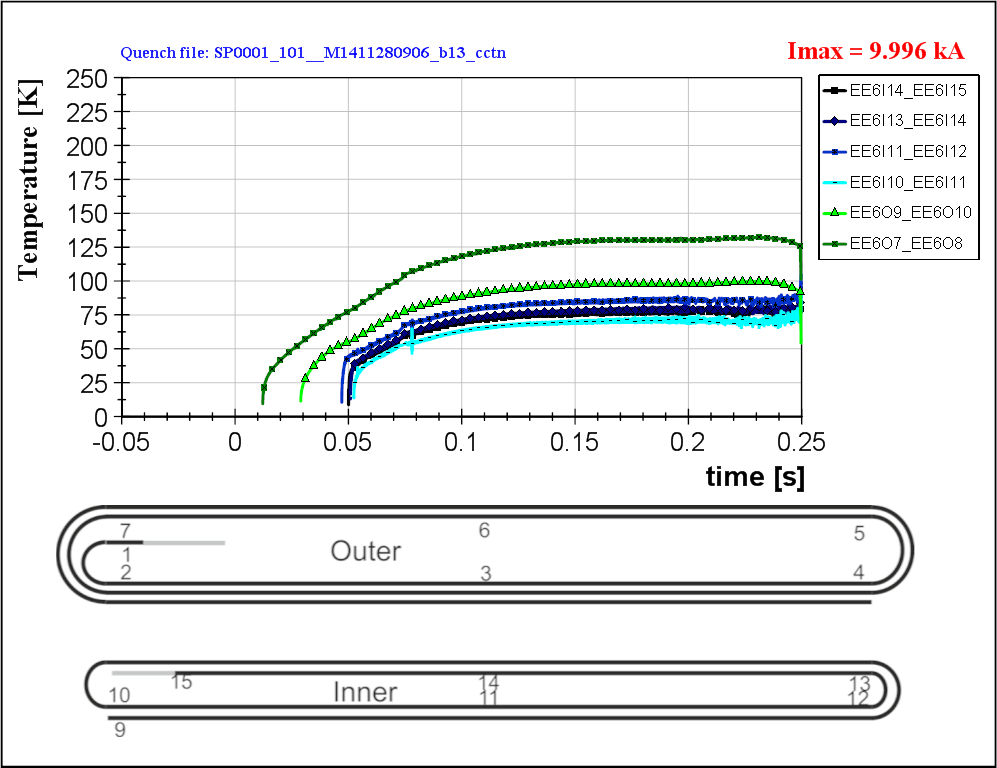 Quench file: SP0001_101__M1411280906_b13_cctn
Imax = 9.996 kA
Temperature [K]
250
225
200
175
150
125
100
75
50
25
0
-0.05 0 0.05 0.1 0.15 0.2 0.25
time [s]
EE6I14_EE6I15
EE6I13_EE6I14
EE6I11_EE6I12
EE6I10_EE6I11
EE6O9_EE6O10
EE6O7_EE6O8
7 6 5
1 Outer
2 3 4
15 14 13
10 Inner 11 12
9